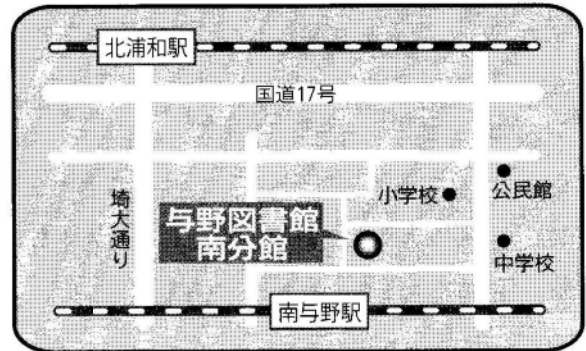 北浦和駅
国道17号
埼大通り
小学校
公民館
与野図書館
南分館
中学校
南与野駅